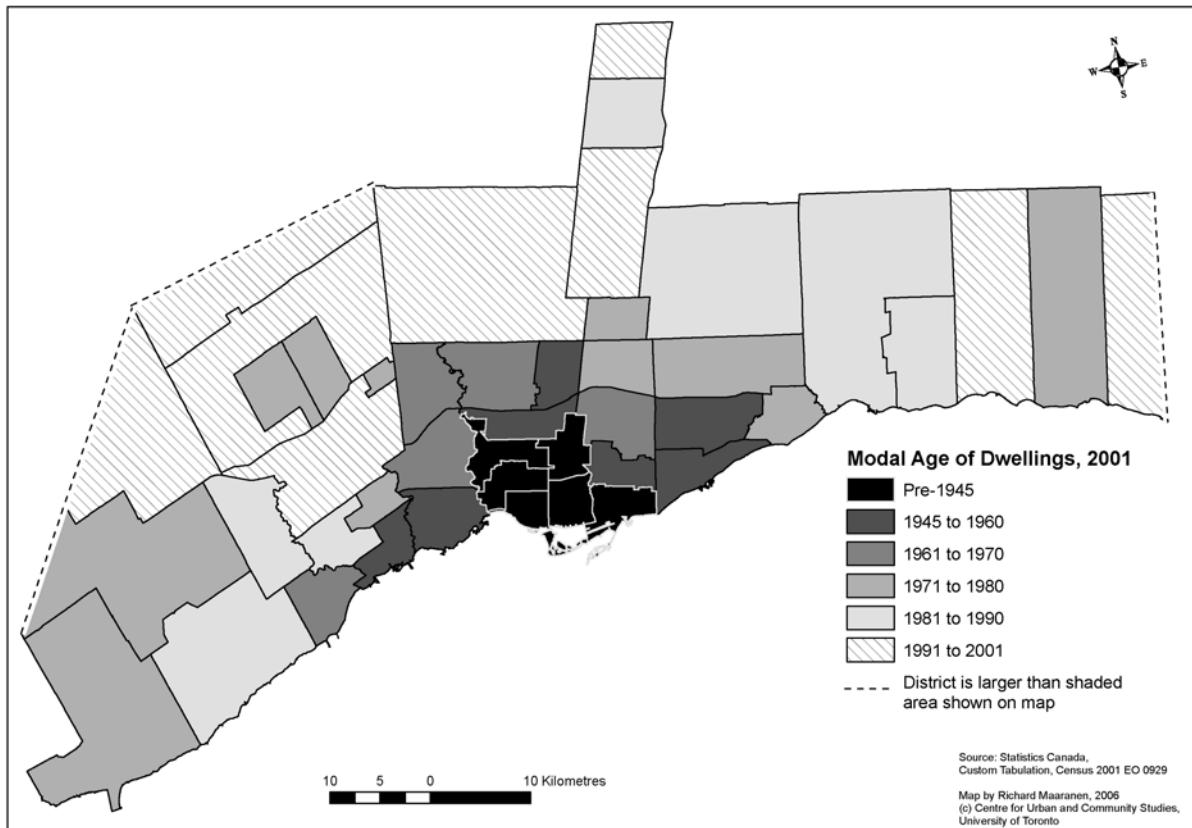 N
W E
S
Modal Age of Dwellings, 2001
Pre-1945
1945 to 1960
1961 to 1970
1971 to 1980
1981 to 1990
1991 to 2001
District is larger than shaded
area shown on map
10 5 0 10 Kilometres
Source: Statistics Canada,
Custom Tabulation, Census 2001 EO 0929
Map by Richard Maaranen, 2006
(c) Centre for Urban and Community Studies,
University of Toronto